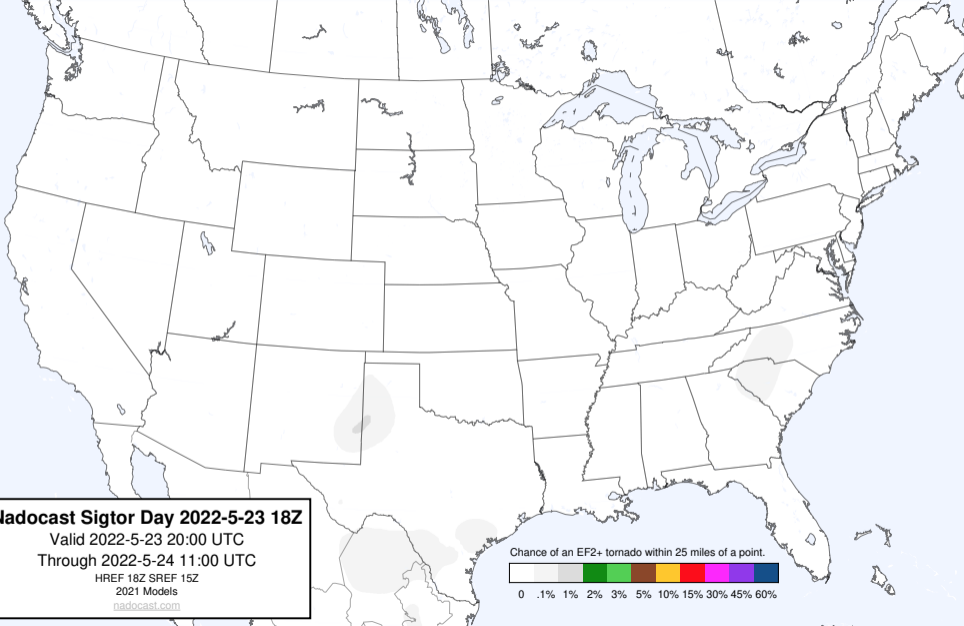 Nadocast Sigtor Day 2022-5-23 18Z
Valid 2022-5-23 20:00 UTC
Through 2022-5-24 11:00 UTC
HREF 18Z SREF 15Z
2021 Models
nadocast.com
Chance of an EF2+ tornado within 25 miles of a point.
0 .1% 1% 2% 3% 5% 10% 15% 30% 45% 60%